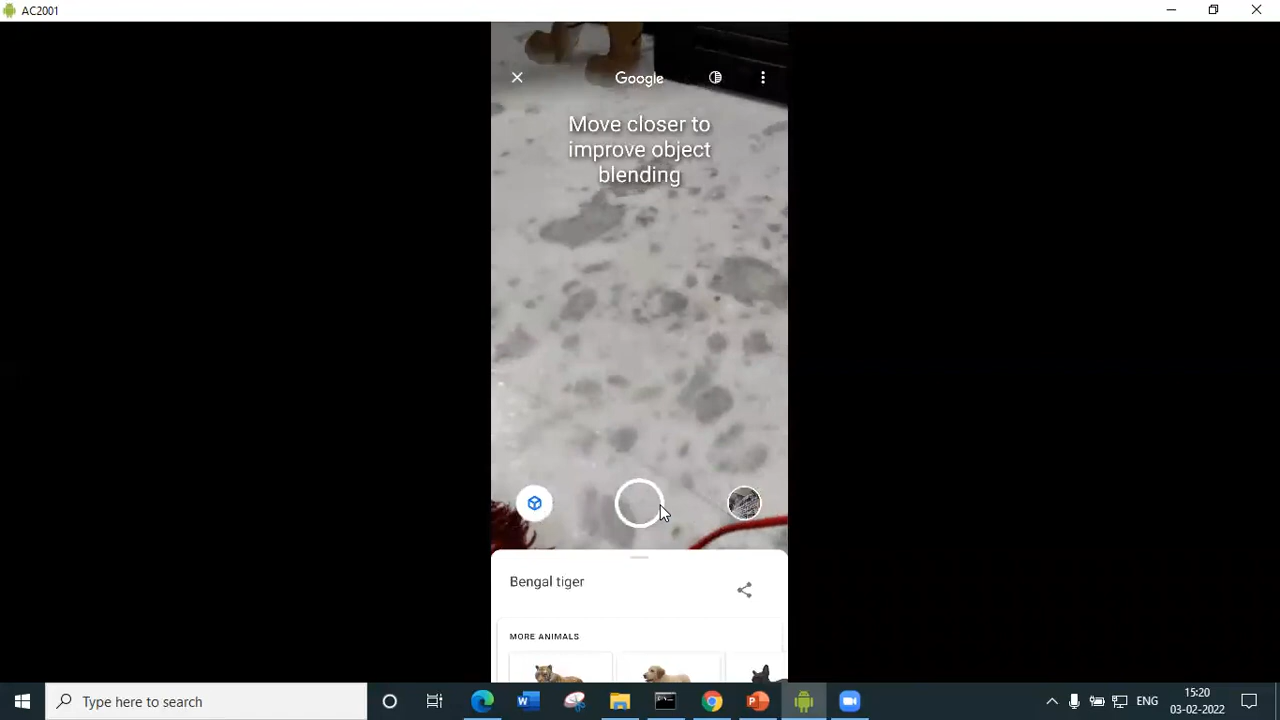 AC2001
Google
Move closer to
improve object
blending
Bengal tiger
MORE ANIMALS
Type here to search
ENG
15:20
03-02-2022